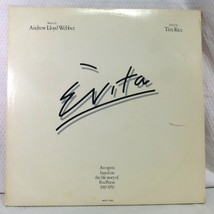 Andrew Lloyd Webber
Tim Rice
Evita
An opera
based on
the life story of
Eva Peron
1919-1952